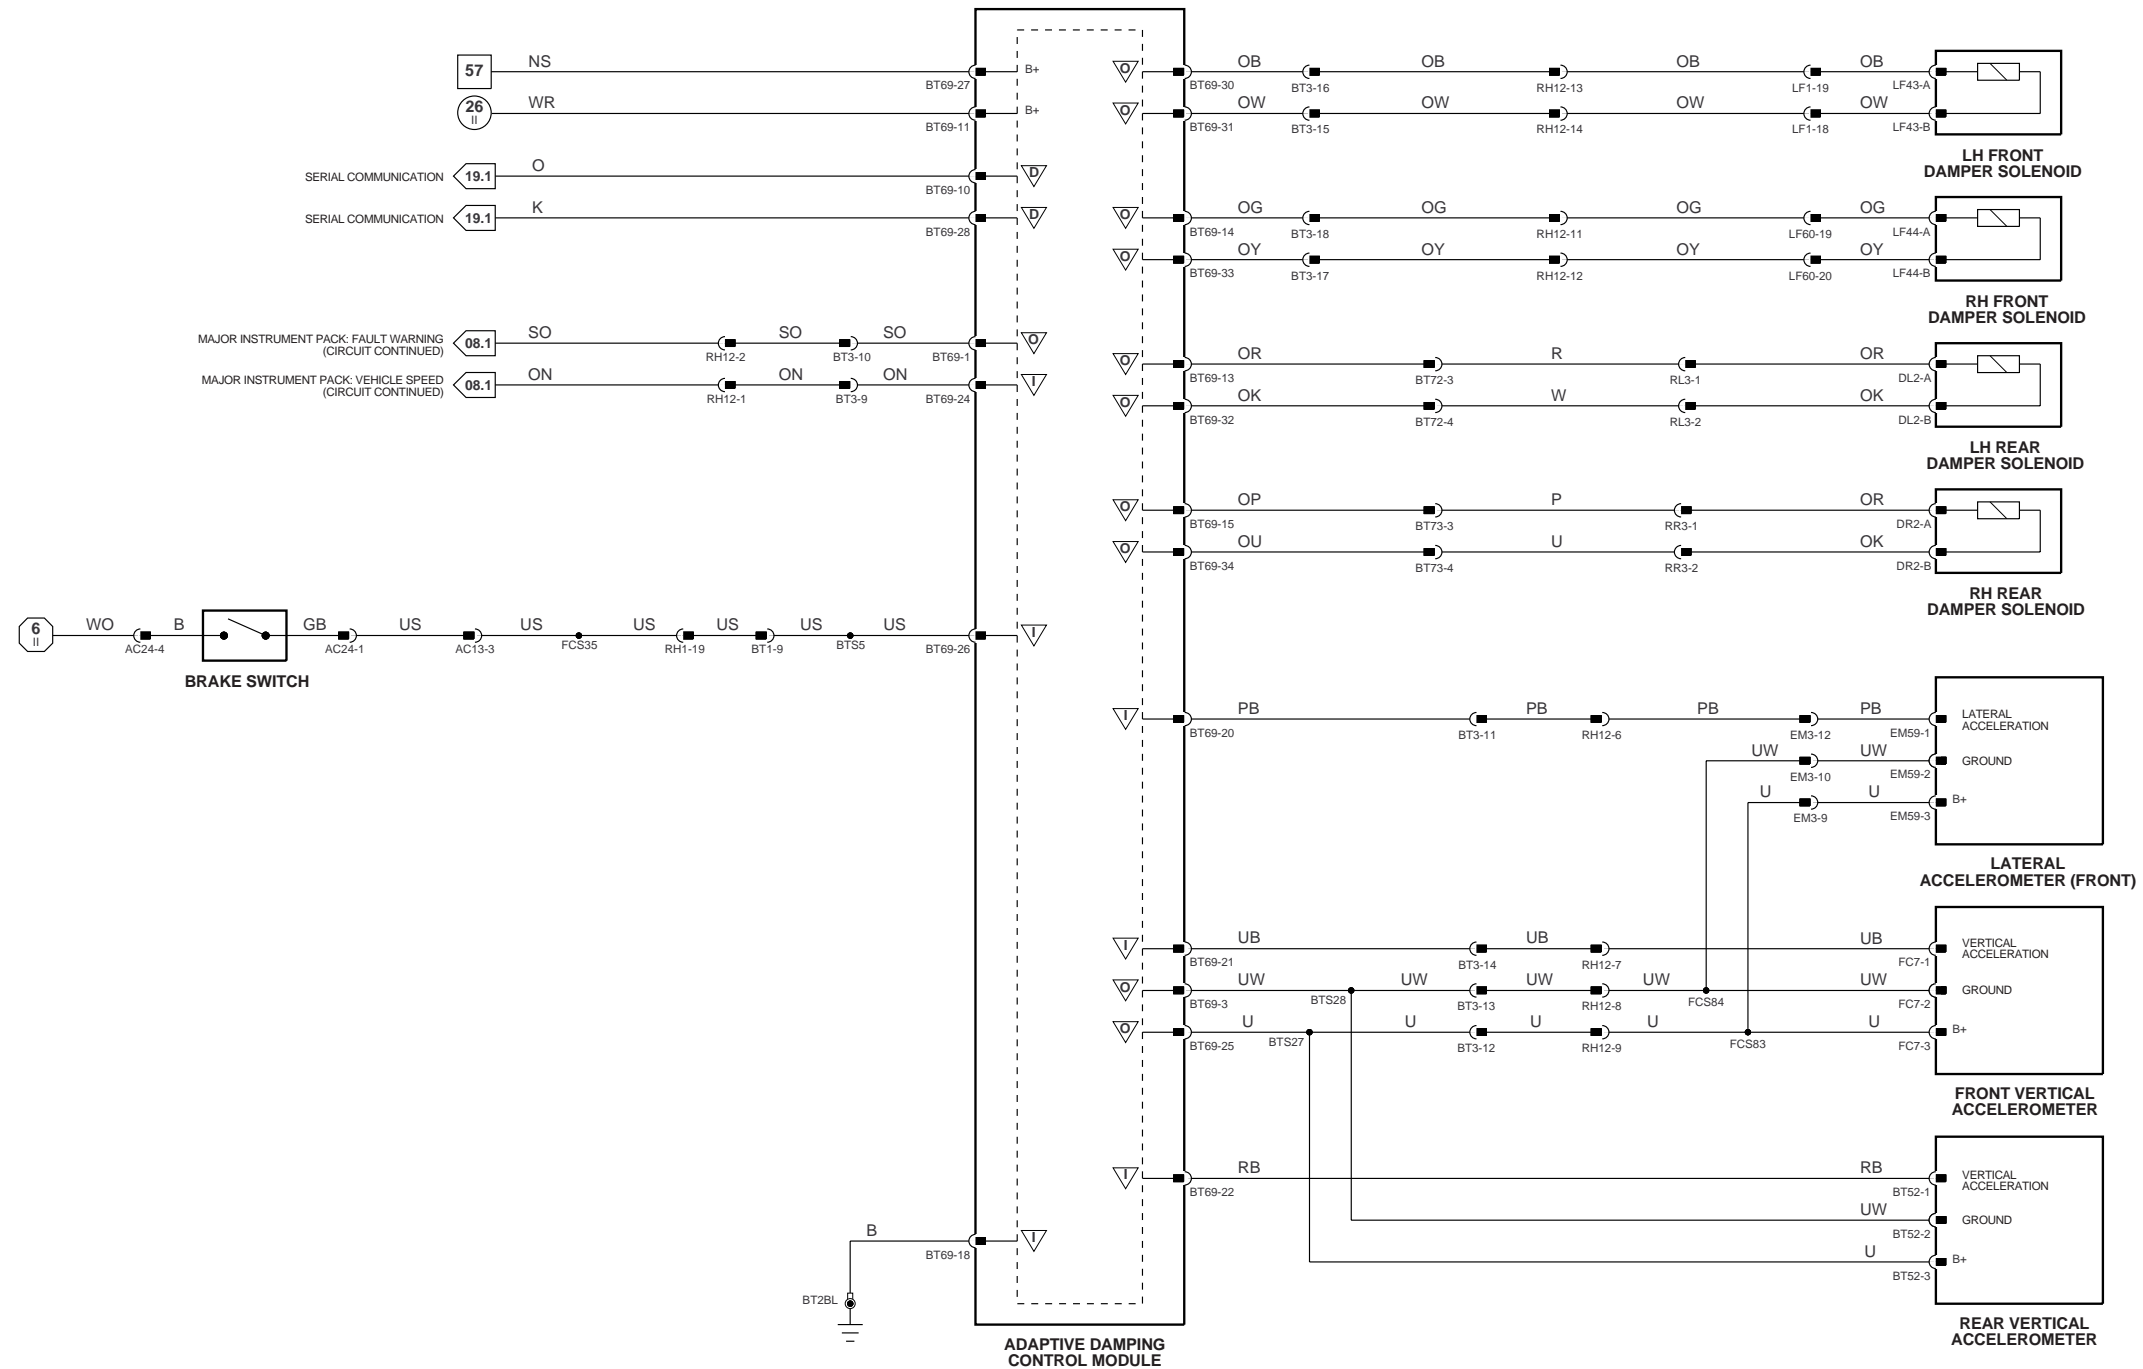 57 NS BT69-27 B+
26 II WR BT69-11 B+
SERIAL COMMUNICATION 19.1 O BT69-10 D
SERIAL COMMUNICATION 19.1 K BT69-28 D
MAJOR INSTRUMENT PACK: FAULT WARNING
(CIRCUIT CONTINUED)
08.1 SO RH12-2 SO BT3-10 SO BT69-1 O
MAJOR INSTRUMENT PACK: VEHICLE SPEED
(CIRCUIT CONTINUED)
08.1 ON RH12-1 ON BT3-9 ON BT69-24 I
6 II WO AC24-4 B GB AC24-1 US AC13-3 US FCS35 US RH1-19 US BT1-9 US BTS5 US BT69-26 I
BRAKE SWITCH
B BT69-18 I
BT2BL
ADAPTIVE DAMPING
CONTROL MODULE
O BT69-30 OB BT3-16 OB RH12-13 OB LF1-19 OB LF43-A
O BT69-31 OW BT3-15 OW RH12-14 OW LF1-18 OW LF43-B
LH FRONT
DAMPER SOLENOID
O BT69-14 OG BT3-18 OG RH12-11 OG LF60-19 OG LF44-A
O BT69-33 OY BT3-17 OY RH12-12 OY LF60-20 OY LF44-B
RH FRONT
DAMPER SOLENOID
O BT69-13 OR BT72-3 R RL3-1 OR DL2-A
O BT69-32 OK BT72-4 W RL3-2 OK DL2-B
LH REAR
DAMPER SOLENOID
O BT69-15 OP BT73-3 P RR3-1 OR DR2-A
O BT69-34 OU BT73-4 U RR3-2 OK DR2-B
RH REAR
DAMPER SOLENOID
I BT69-20 PB BT3-11 PB RH12-6 PB EM3-12 PB EM59-1
LATERAL
ACCELERATION
UW EM3-10 UW EM59-2 GROUND
U EM3-9 U EM59-3 B+
LATERAL
ACCELEROMETER (FRONT)
I BT69-21 UB BT3-14 UB RH12-7 UB FC7-1
VERTICAL
ACCELERATION
O BT69-3 UW BTS28 UW BT3-13 UW RH12-8 UW FCS84 UW FC7-2 GROUND
O BT69-25 U BTS27 U BT3-12 U RH12-9 U FCS83 U FC7-3 B+
FRONT VERTICAL
ACCELEROMETER
I BT69-22 RB RB BT52-1
VERTICAL
ACCELERATION
UW BT52-2 GROUND
U BT52-3 B+
REAR VERTICAL
ACCELEROMETER